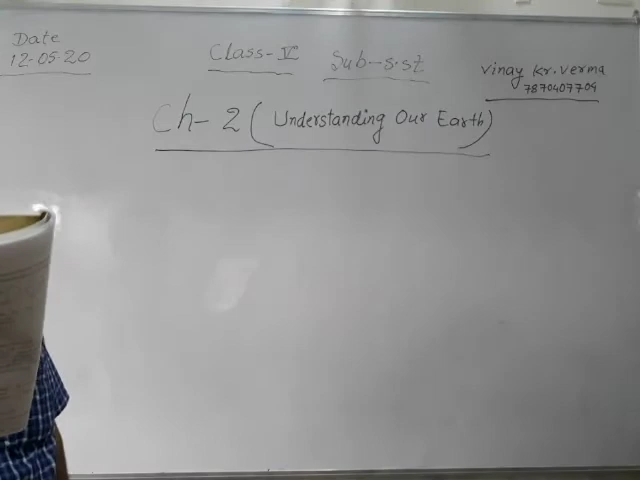 Date
12-05-20
Class-V Sub-s.st
Vinay Kr. Verma
7870407709
Ch-2 (Understanding Our Earth)